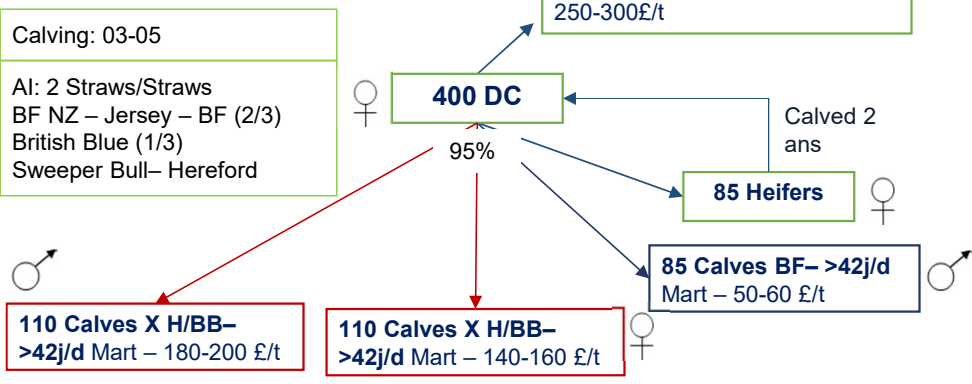 250-300£/t
Calving: 03-05
AI: 2 Straws/Straws
BF NZ – Jersey – BF (2/3)
British Blue (1/3)
Sweeper Bull– Hereford
400 DC
95%
Calved 2
ans
85 Heifers
85 Calves BF– >42j/d
Mart – 50-60 £/t
110 Calves X H/BB–
>42j/d Mart – 180-200 £/t
110 Calves X H/BB–
>42j/d Mart – 140-160 £/t